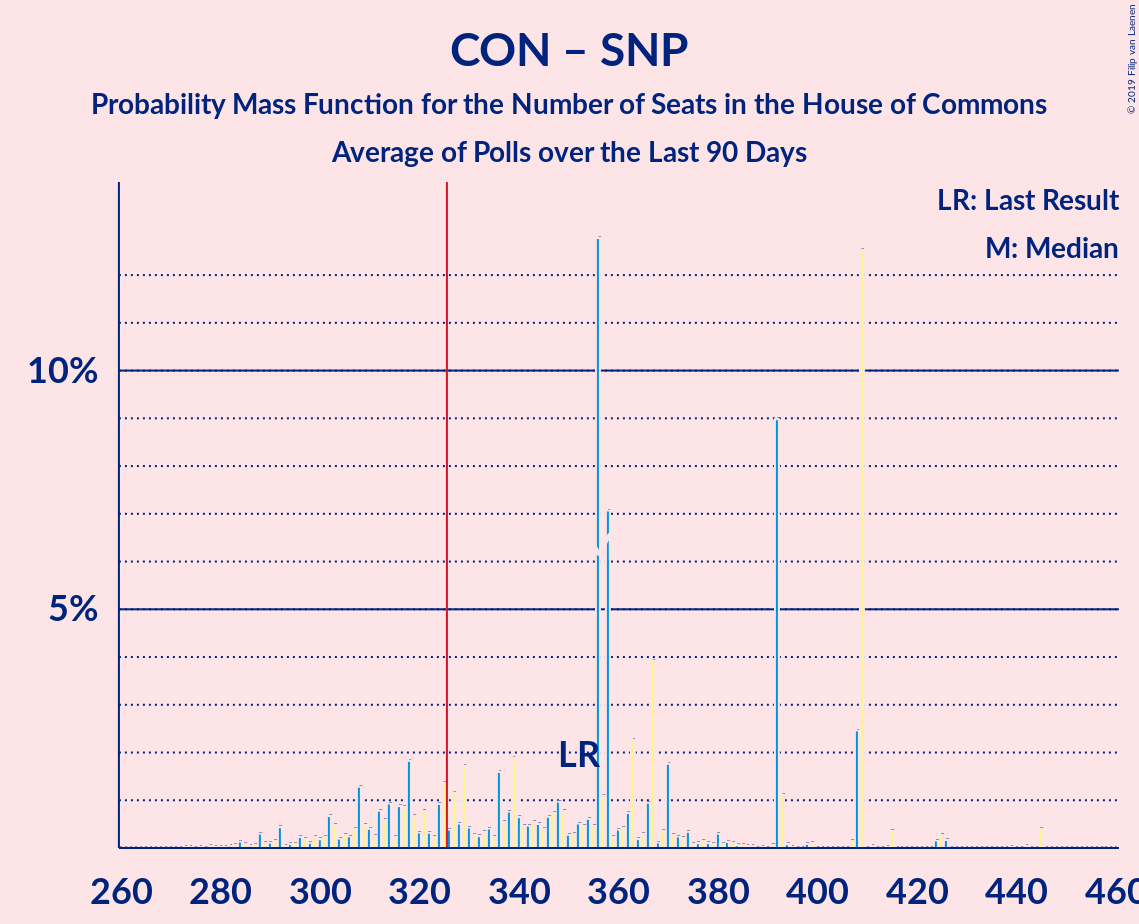 CON – SNP
Probability Mass Function for the Number of Seats in the House of Commons
Average of Polls over the Last 90 Days
© 2019 Filip van Laenen
LR: Last Result
M: Median
10%
5%
LR
260 280 300 320 340 360 380 400 420 440 460